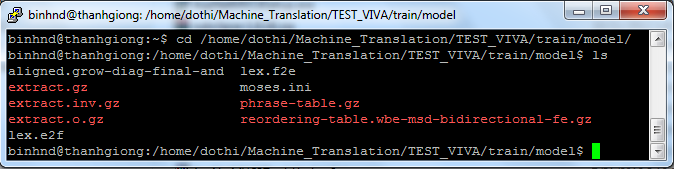 binhnd@thanhgiong: /home/dothi/Machine_Translation/TEST_VIVA/train/model
binhnd@thanhgiong:~$ cd /home/dothi/Machine_Translation/TEST_VIVA/train/model/
binhnd@thanhgiong:/home/dothi/Machine_Translation/TEST_VIVA/train/model$ ls
aligned.grow-diag-final-and lex.f2e
extract.gz moses.ini
extract.inv.gz phrase-table.gz
extract.o.gz reordering-table.wbe-msd-bidirectional-fe.gz
lex.e2f
binhnd@thanhgiong:/home/dothi/Machine_Translation/TEST_VIVA/train/model$